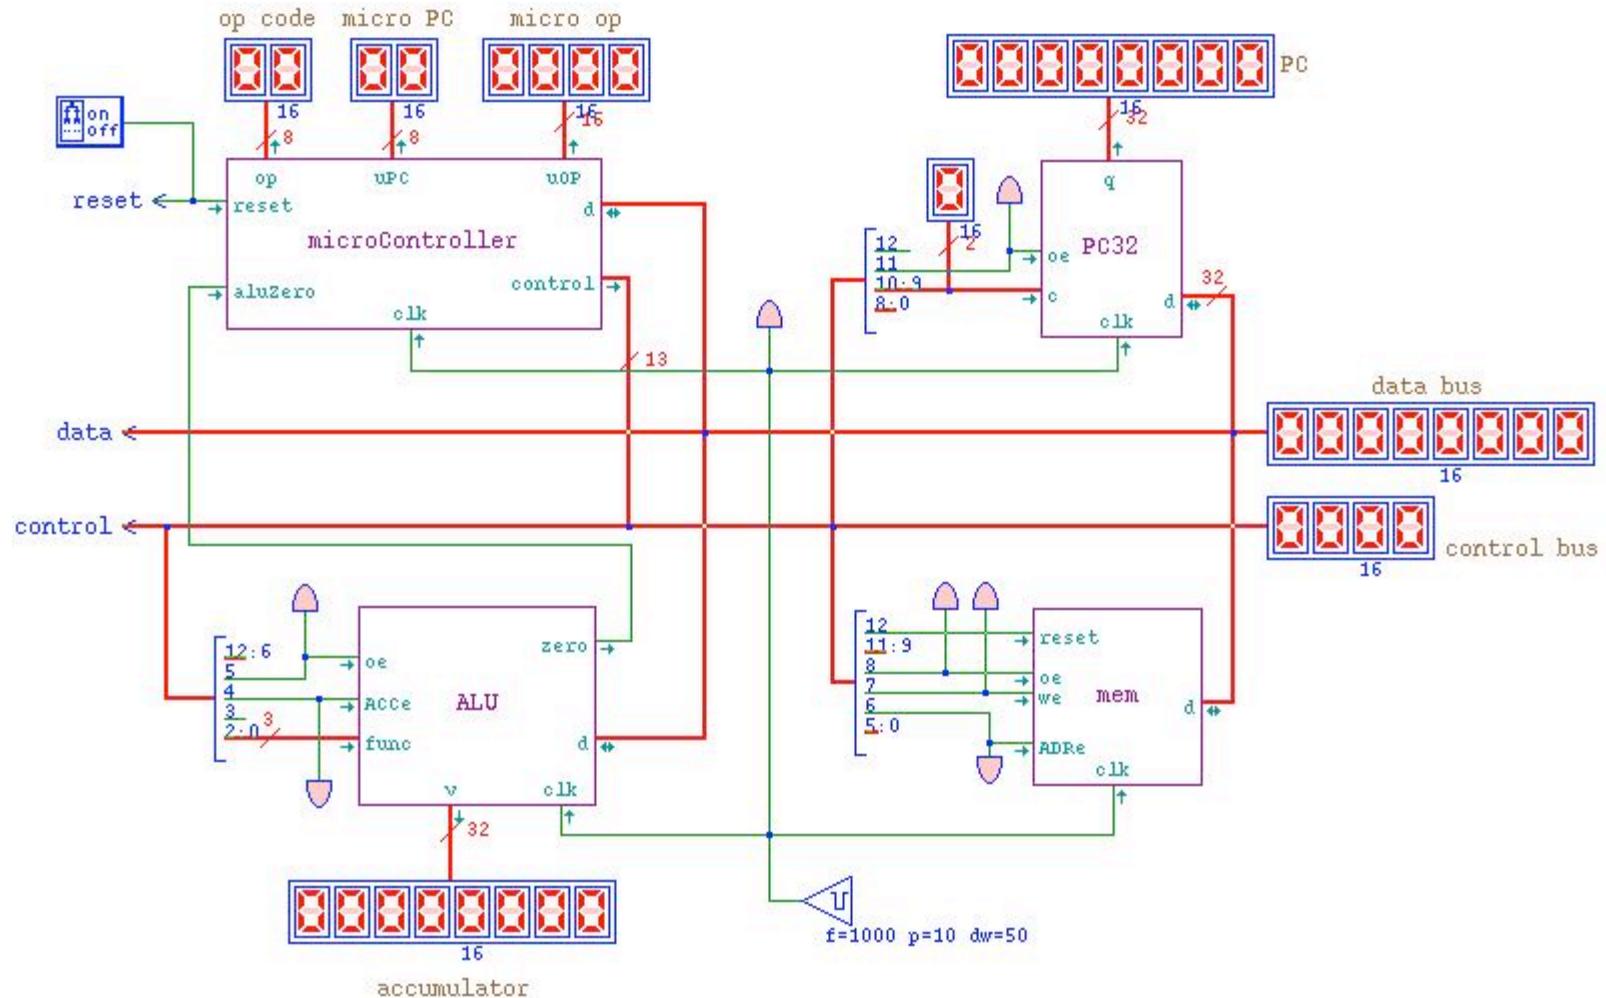 op code
micro PC
micro op
16
16
16
16
PC
on
off
8
8
16
32
op
uPC
uOP
reset
reset
d
microController
control
aluZero
clk
13
16
2
12
11
10:9
8:0
q
PC32
oe
c
d
clk
32
data bus
data
16
control
control bus
16
12:6
5
4
3
2:0
3
oe
ACCe
func
zero
ALU
d
v
clk
32
12
11:9
8
7
6
5:0
reset
oe
we
mem
d
ADRe
clk
f=1000 p=10 dw=50
16
accumulator